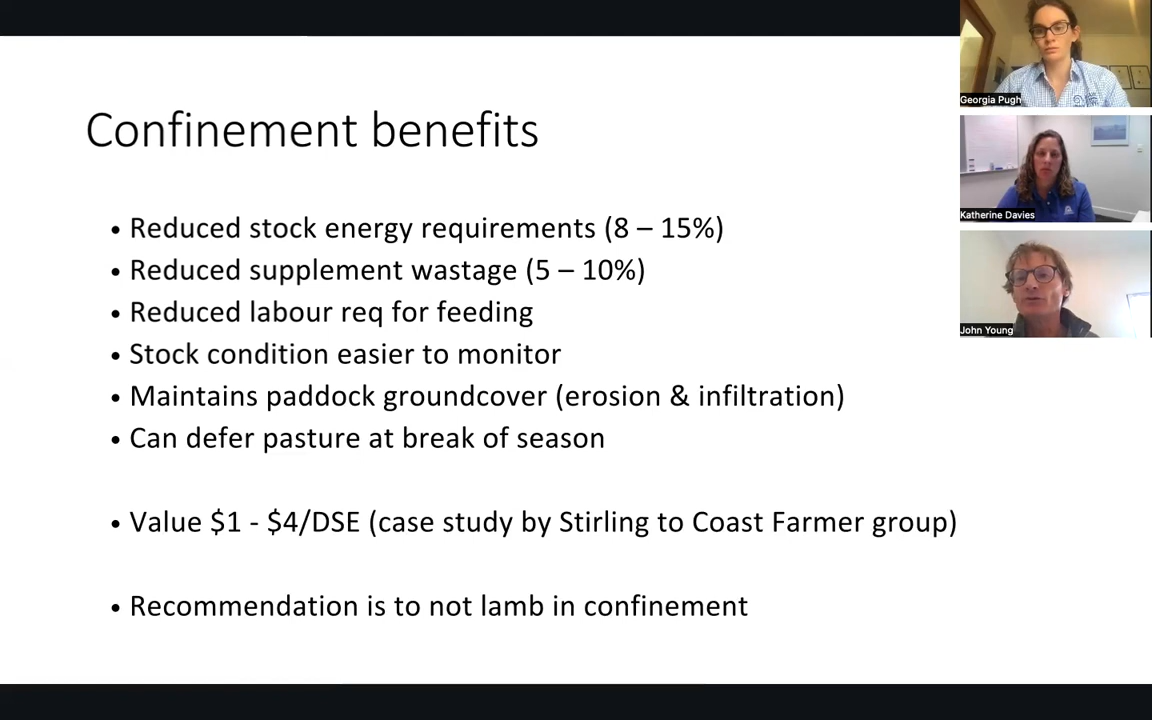 Confinement benefits
• Reduced stock energy requirements (8 – 15%)
• Reduced supplement wastage (5 – 10%)
• Reduced labour req for feeding
• Stock condition easier to monitor
• Maintains paddock groundcover (erosion & infiltration)
• Can defer pasture at break of season
• Value $1 - $4/DSE (case study by Stirling to Coast Farmer group)
• Recommendation is to not lamb in confinement
Georgia Pugh
Katherine Davies
John Young